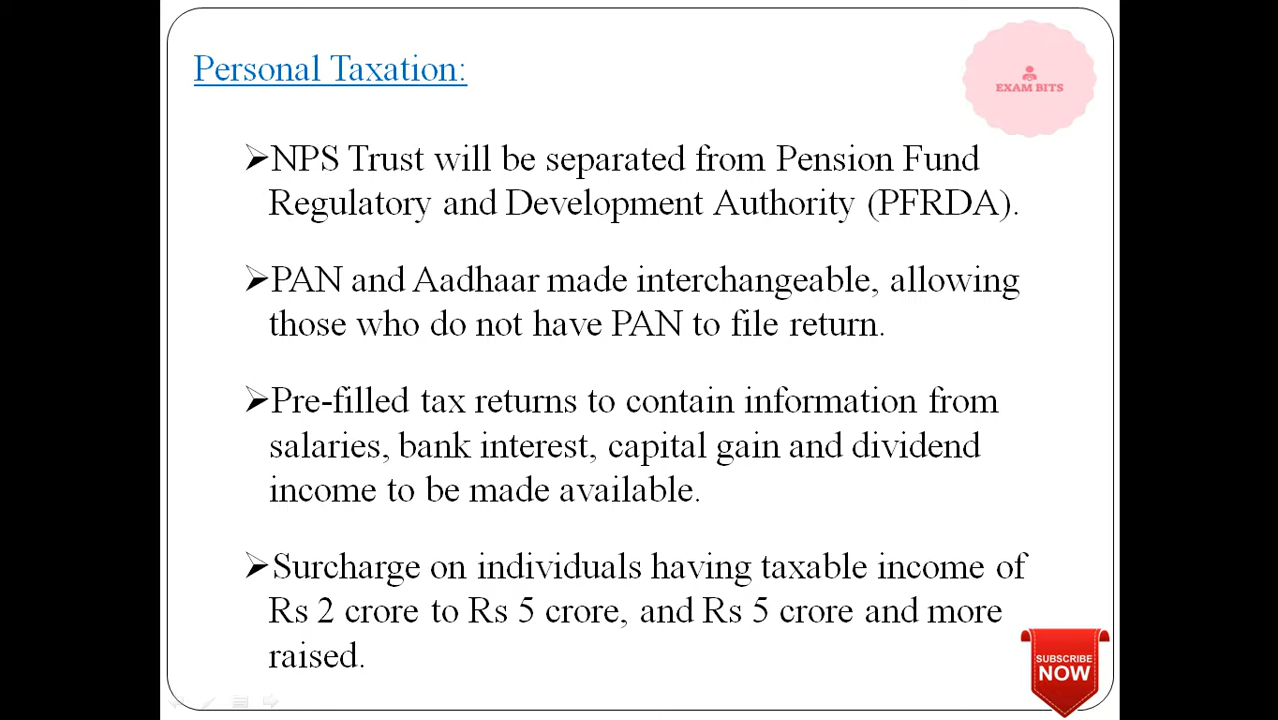 Personal Taxation:
EXAM BITS
➢NPS Trust will be separated from Pension Fund
Regulatory and Development Authority (PFRDA).
➢PAN and Aadhaar made interchangeable, allowing
those who do not have PAN to file return.
➢Pre-filled tax returns to contain information from
salaries, bank interest, capital gain and dividend
income to be made available.
➢Surcharge on individuals having taxable income of
Rs 2 crore to Rs 5 crore, and Rs 5 crore and more
raised.
SUBSCRIBE
NOW